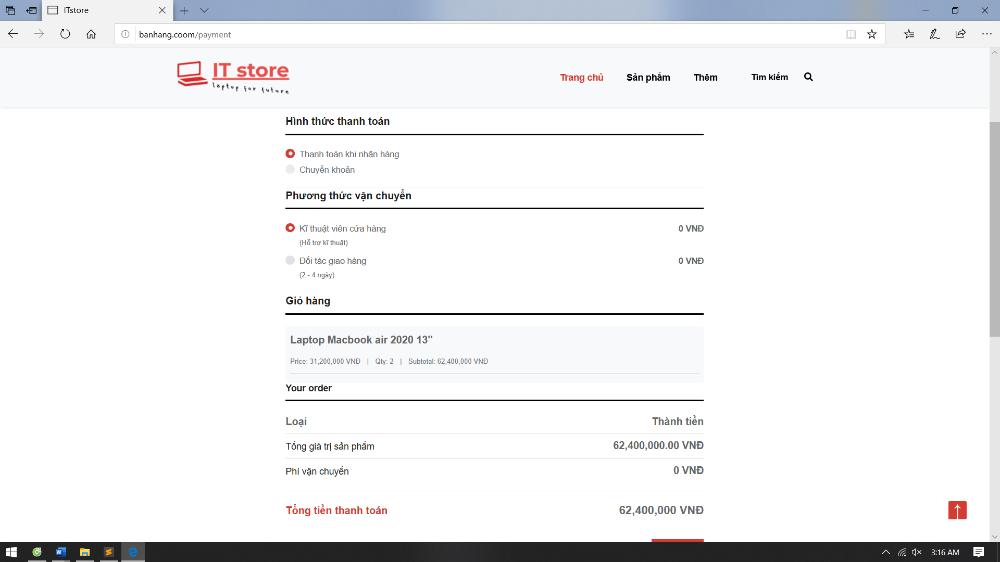 ITstore
banhang.coom/payment
IT store
laptop for future
Trang chủ
Sản phẩm
Thêm
Tìm kiếm
Hình thức thanh toán
Thanh toán khi nhận hàng
Chuyển khoản
Phương thức vận chuyển
Kĩ thuật viên cửa hàng 0 VNĐ
(Hỗ trợ kĩ thuật)
Đối tác giao hàng 0 VNĐ
(2 - 4 ngày)
Giỏ hàng
Laptop Macbook air 2020 13"
Price: 31,200,000 VNĐ | Qty: 2 | Subtotal: 62,400,000 VNĐ
Your order
Loại Thành tiền
Tổng giá trị sản phẩm 62,400,000.00 VNĐ
Phí vận chuyển 0 VNĐ
Tổng tiền thanh toán 62,400,000 VNĐ
3:16 AM